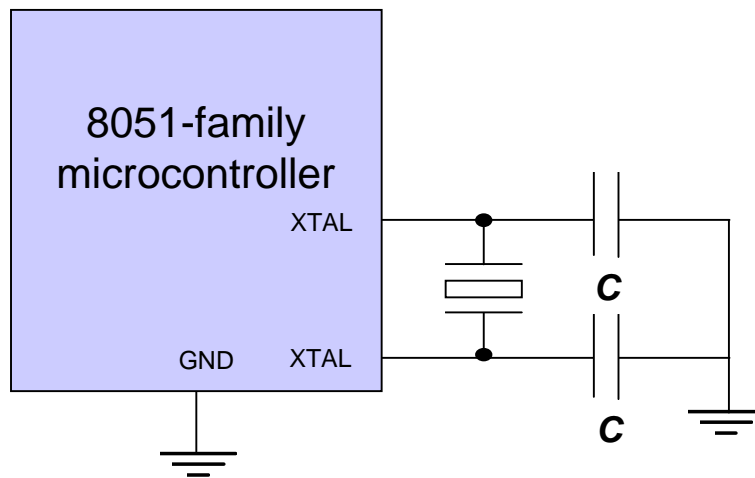 8051-family
microcontroller
XTAL
C
GND
XTAL
C